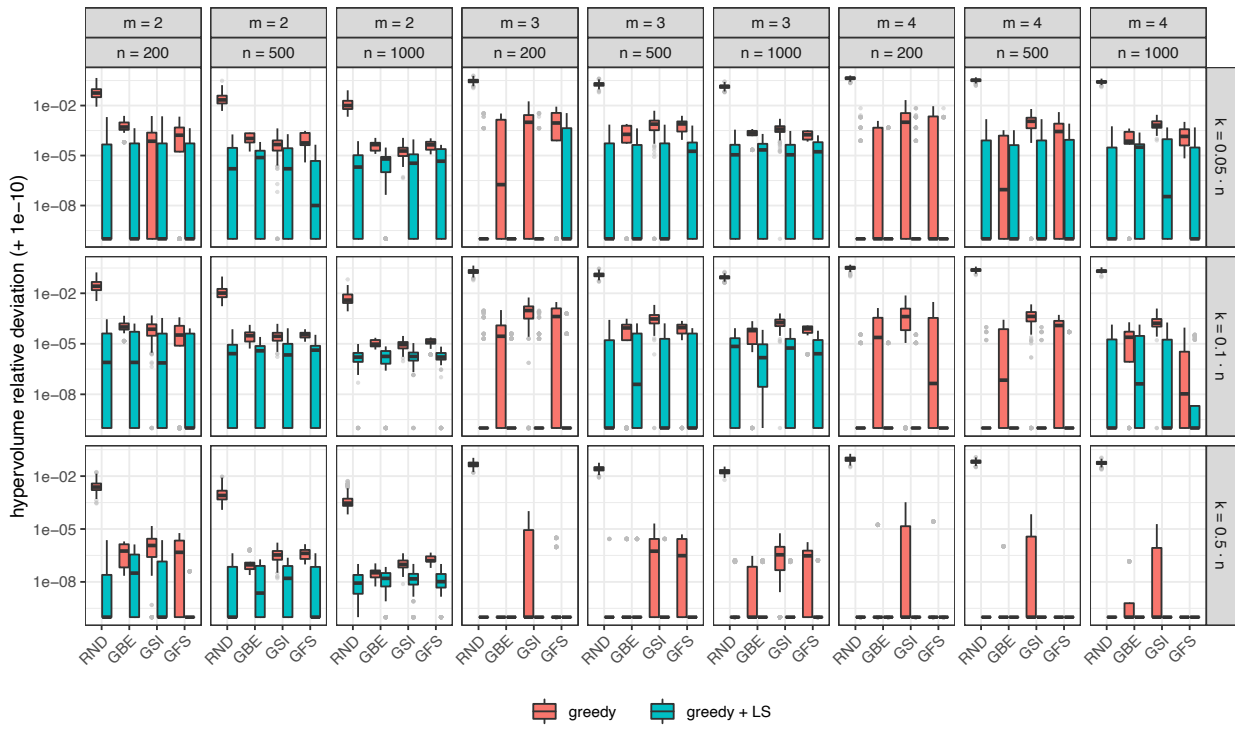 m = 2 m = 2 m = 2 m = 3 m = 3 m = 3 m = 4 m = 4 m = 4
n = 200 n = 500 n = 1000 n = 200 n = 500 n = 1000 n = 200 n = 500 n = 1000
hypervolume relative deviation (+ 1e−10)
1e−02
1e−05
1e−08
k = 0.05 · n
1e−02
1e−05
1e−08
k = 0.1 · n
1e−02
1e−05
1e−08
k = 0.5 · n
RND GBE GSI GFS RND GBE GSI GFS RND GBE GSI GFS RND GBE GSI GFS RND GBE GSI GFS RND GBE GSI GFS RND GBE GSI GFS RND GBE GSI GFS RND GBE GSI GFS
greedy greedy + LS